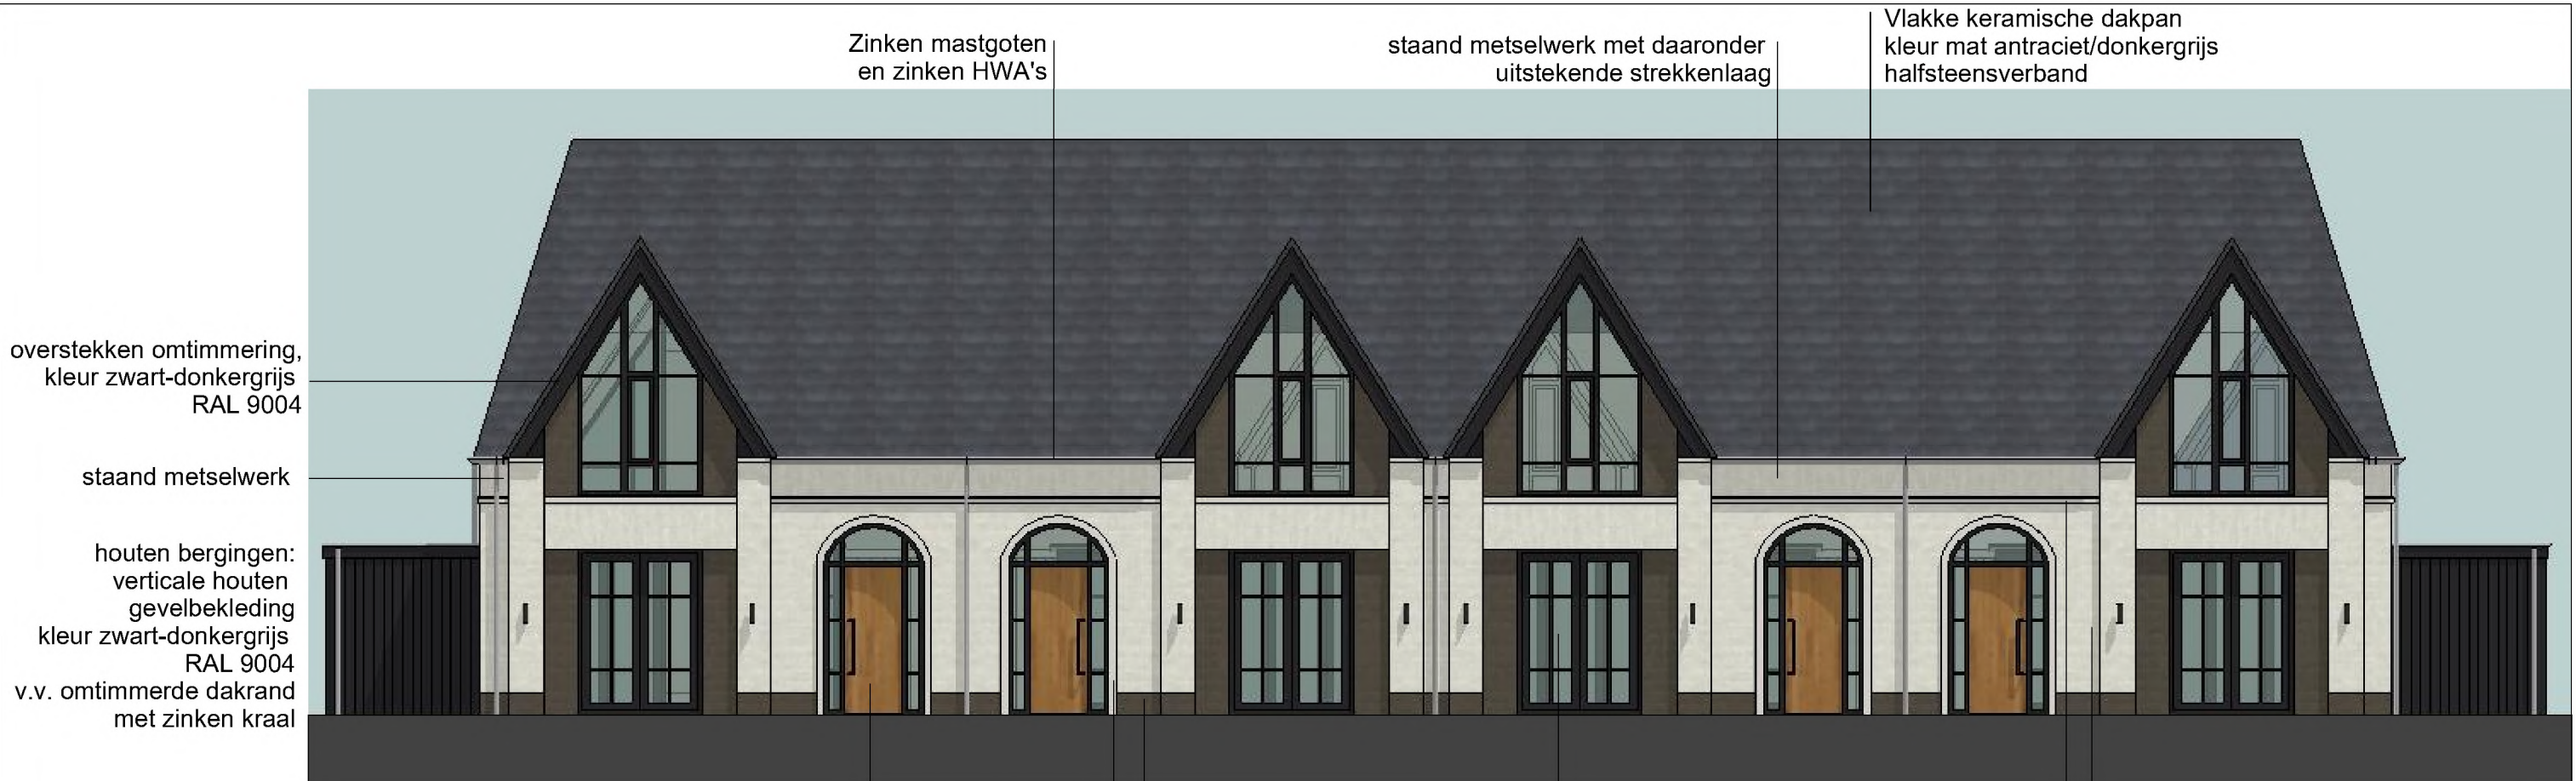 Zinken mastgoten
en zinken HWA's
staand metselwerk met daaronder
uitstekende strekkenlaag
Vlakke keramische dakpan
kleur mat antraciet/donkergrijs
halfsteensverband
overstekken omtimmering,
kleur zwart-donkergrijs
RAL 9004
staand metselwerk
houten bergingen:
verticale houten
gevelbekleding
kleur zwart-donkergrijs
RAL 9004
v.v. omtimmerde dakrand
met zinken kraal